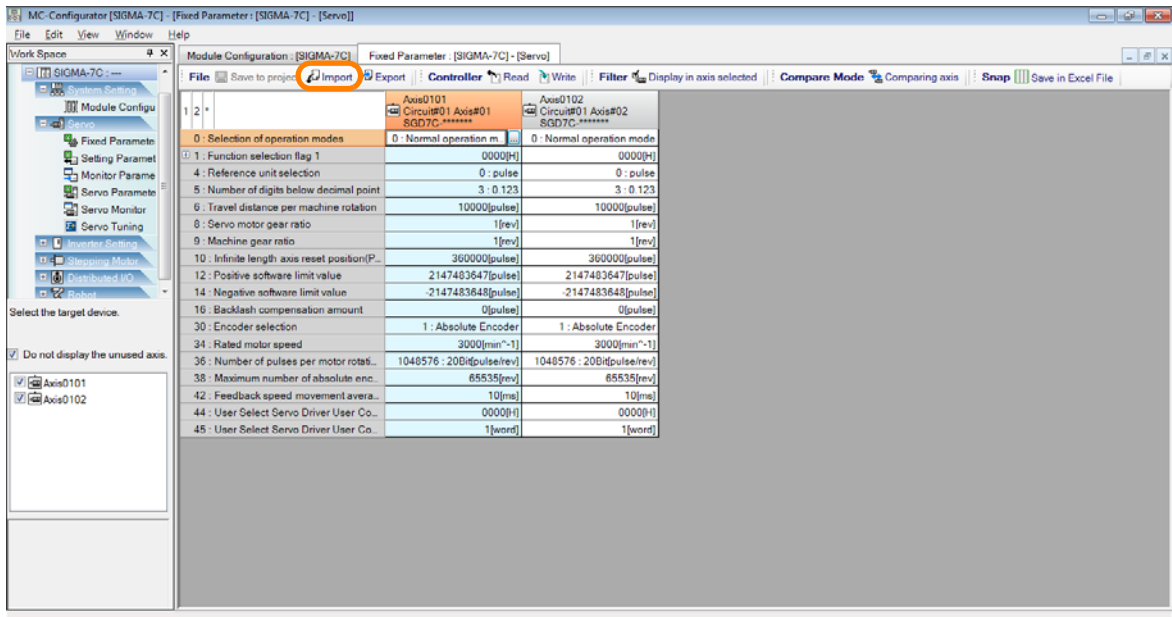 MC-Configurator [SIGMA-7C] - [Fixed Parameter : [SIGMA-7C] - [Servo]]
File Edit View Window Help
Work Space
Module Configuration : [SIGMA-7C]
Fixed Parameter : [SIGMA-7C] - [Servo]
File Save to project Import Export Controller Read Write Filter Display in axis selected Compare Mode Comparing axis Snap Save in Excel File
SIGMA-7C : ---
System Setting
Module Configu
Servo
Fixed Paramete
Setting Paramet
Monitor Parame
Servo Paramete
Servo Monitor
Servo Tuning
Inverter Setting
Stepping Motor
Distributed I/O
Robot
Select the target device.
Do not display the unused axis.
Axis0101
Axis0102
1 2 *
Axis0101
Circuit#01 Axis#01
SGD7C-*******
Axis0102
Circuit#01 Axis#02
SGD7C-*******
0 : Selection of operation modes 0 : Normal operation m... ... 0 : Normal operation mode
1 : Function selection flag 1 0000[H] 0000[H]
4 : Reference unit selection 0 : pulse 0 : pulse
5 : Number of digits below decimal point 3 : 0.123 3 : 0.123
6 : Travel distance per machine rotation 10000[pulse] 10000[pulse]
8 : Servo motor gear ratio 1[rev] 1[rev]
9 : Machine gear ratio 1[rev] 1[rev]
10 : Infinite length axis reset position(P... 360000[pulse] 360000[pulse]
12 : Positive software limit value 2147483647[pulse] 2147483647[pulse]
14 : Negative software limit value -2147483648[pulse] -2147483648[pulse]
16 : Backlash compensation amount 0[pulse] 0[pulse]
30 : Encoder selection 1 : Absolute Encoder 1 : Absolute Encoder
34 : Rated motor speed 3000[min^-1] 3000[min^-1]
36 : Number of pulses per motor rotati... 1048576 : 20Bit[pulse/rev] 1048576 : 20Bit[pulse/rev]
38 : Maximum number of absolute enc... 65535[rev] 65535[rev]
42 : Feedback speed movement avera... 10[ms] 10[ms]
44 : User Select Servo Driver User Co... 0000[H] 0000[H]
45 : User Select Servo Driver User Co... 1[word] 1[word]